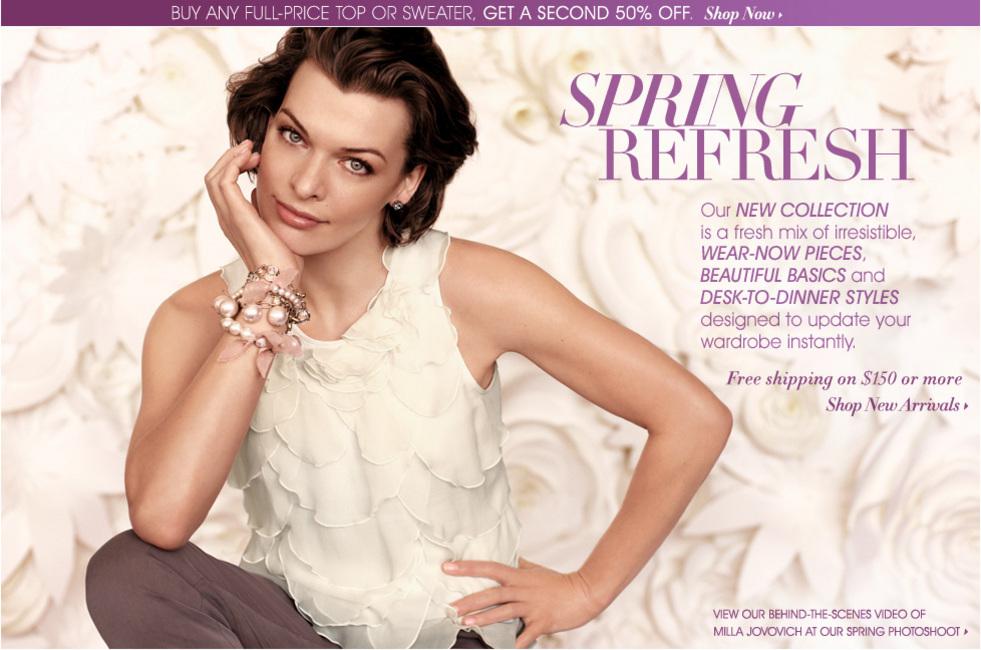 BUY ANY FULL-PRICE TOP OR SWEATER, GET A SECOND 50% OFF. Shop Now
SPRING
REFRESH
Our NEW COLLECTION
is a fresh mix of irresistible,
WEAR-NOW PIECES,
BEAUTIFUL BASICS and
DESK-TO-DINNER STYLES
designed to update your
wardrobe instantly.
Free shipping on $150 or more
Shop New Arrivals
VIEW OUR BEHIND-THE-SCENES VIDEO OF
MILLA JOVOVICH AT OUR SPRING PHOTOSHOOT